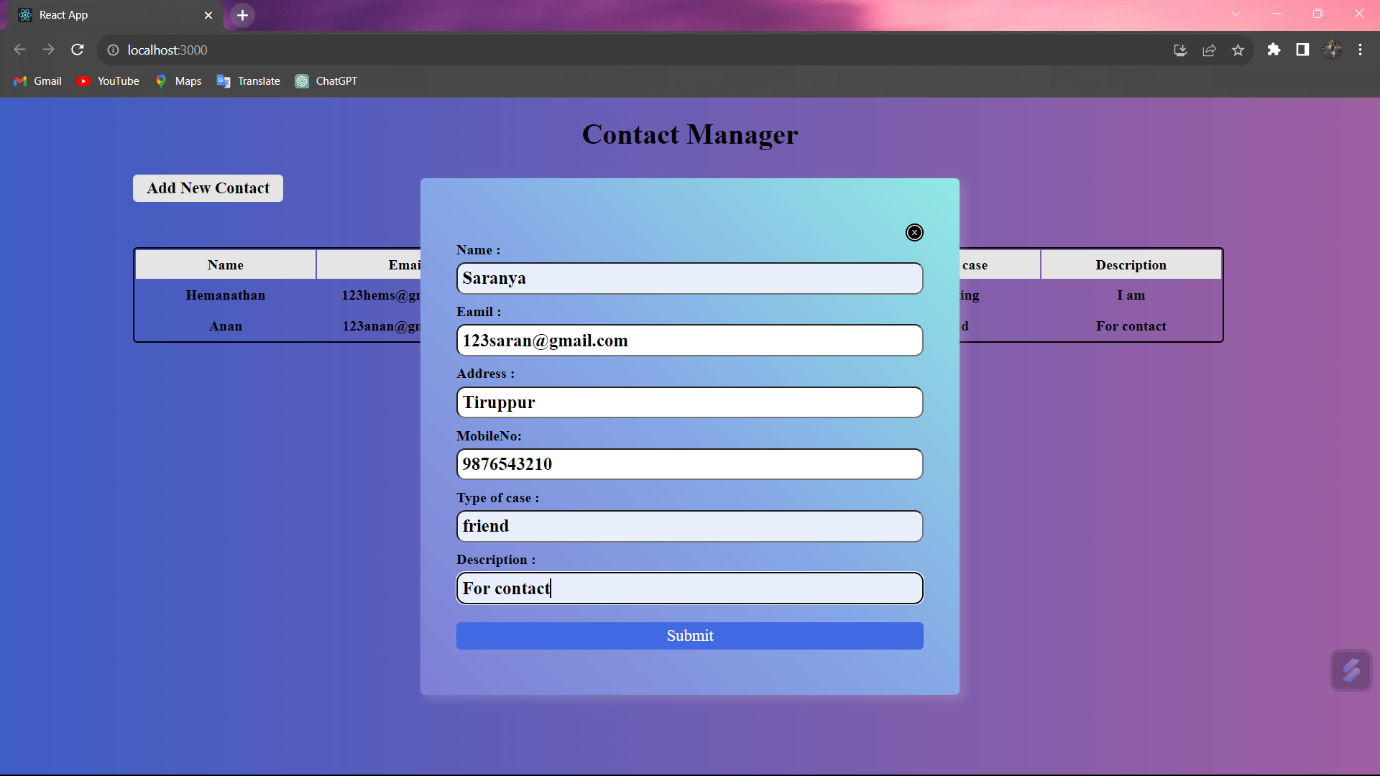 React App
localhost:3000
Gmail YouTube Maps Translate ChatGPT
Contact Manager
Add New Contact
Name :
Saranya
Eamil :
123saran@gmail.com
Address :
Tiruppur
MobileNo:
9876543210
Type of case :
friend
Description :
For contact
Submit
Name Emai case Description
Hemanathan 123hems@gm ing I am
Anan 123anan@gm d For contact